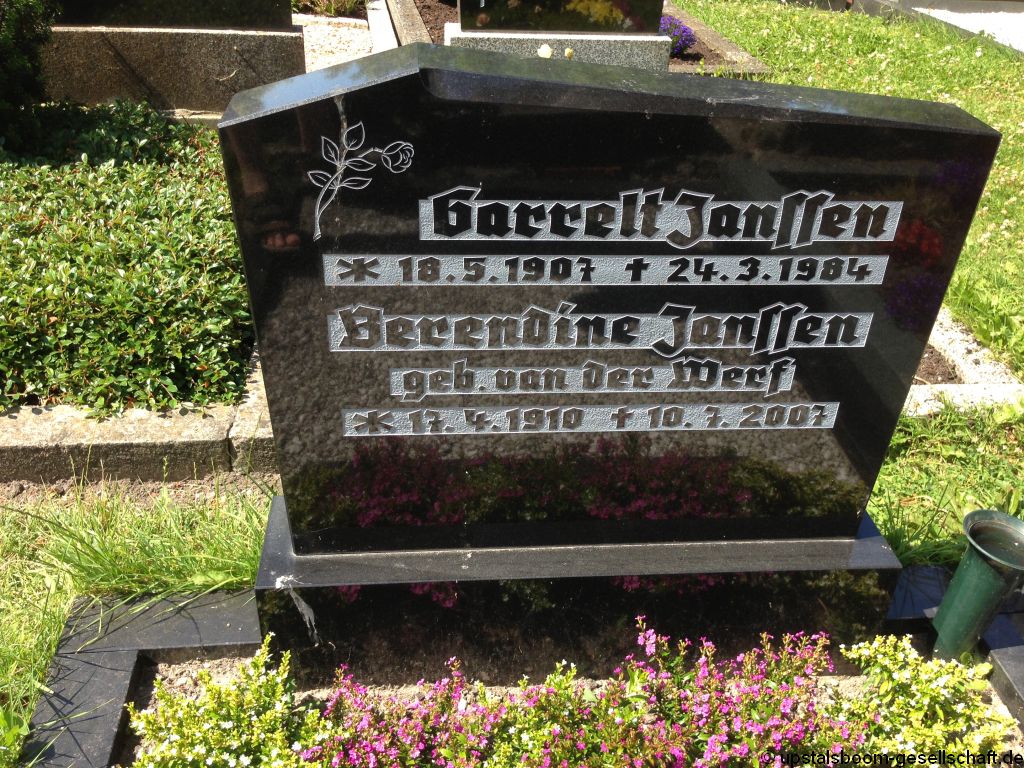 Garrelt Janssen
* 18.5.1907 † 24.3.1984
Berendine Janssen
geb. van der Werf
* 17.4.1910 † 10.7.2007
© upstalsboom-gesellschaft.de